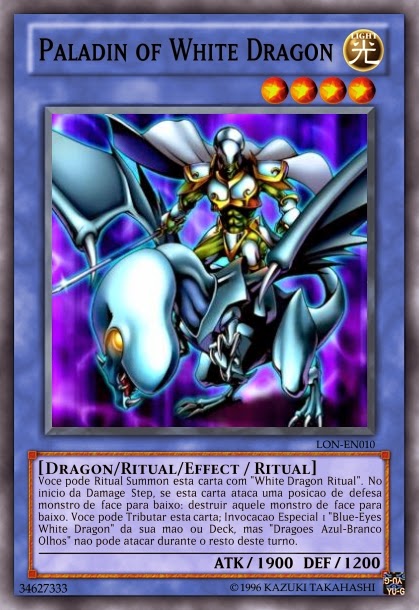 PALADIN OF WHITE DRAGON
LIGHT
光
LON-EN010
[DRAGON/RITUAL/EFFECT / RITUAL]
Voce pode Ritual Summon esta carta com "White Dragon Ritual". No
inicio da Damage Step, se esta carta ataca uma posicao de defesa
monstro de face para baixo: destruir aquele monstro de face para
baixo. Voce pode Tributar esta carta; Invocacao Especial 1 "Blue-Eyes
White Dragon" da sua mao ou Deck, mas "Dragoes Azul-Branco
Olhos" nao pode atacar durante o resto deste turno.
ATK / 1900 DEF / 1200
34627333
©1996 KAZUKI TAKAHASHI